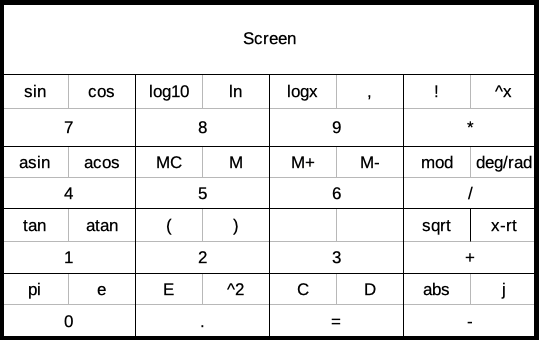 Screen
sin cos log10 ln logx , ! ^x
7 8 9 *
asin acos MC M M+ M- mod deg/rad
4 5 6 /
tan atan ( ) sqrt x-rt
1 2 3 +
pi e E ^2 C D abs j
0 . = -